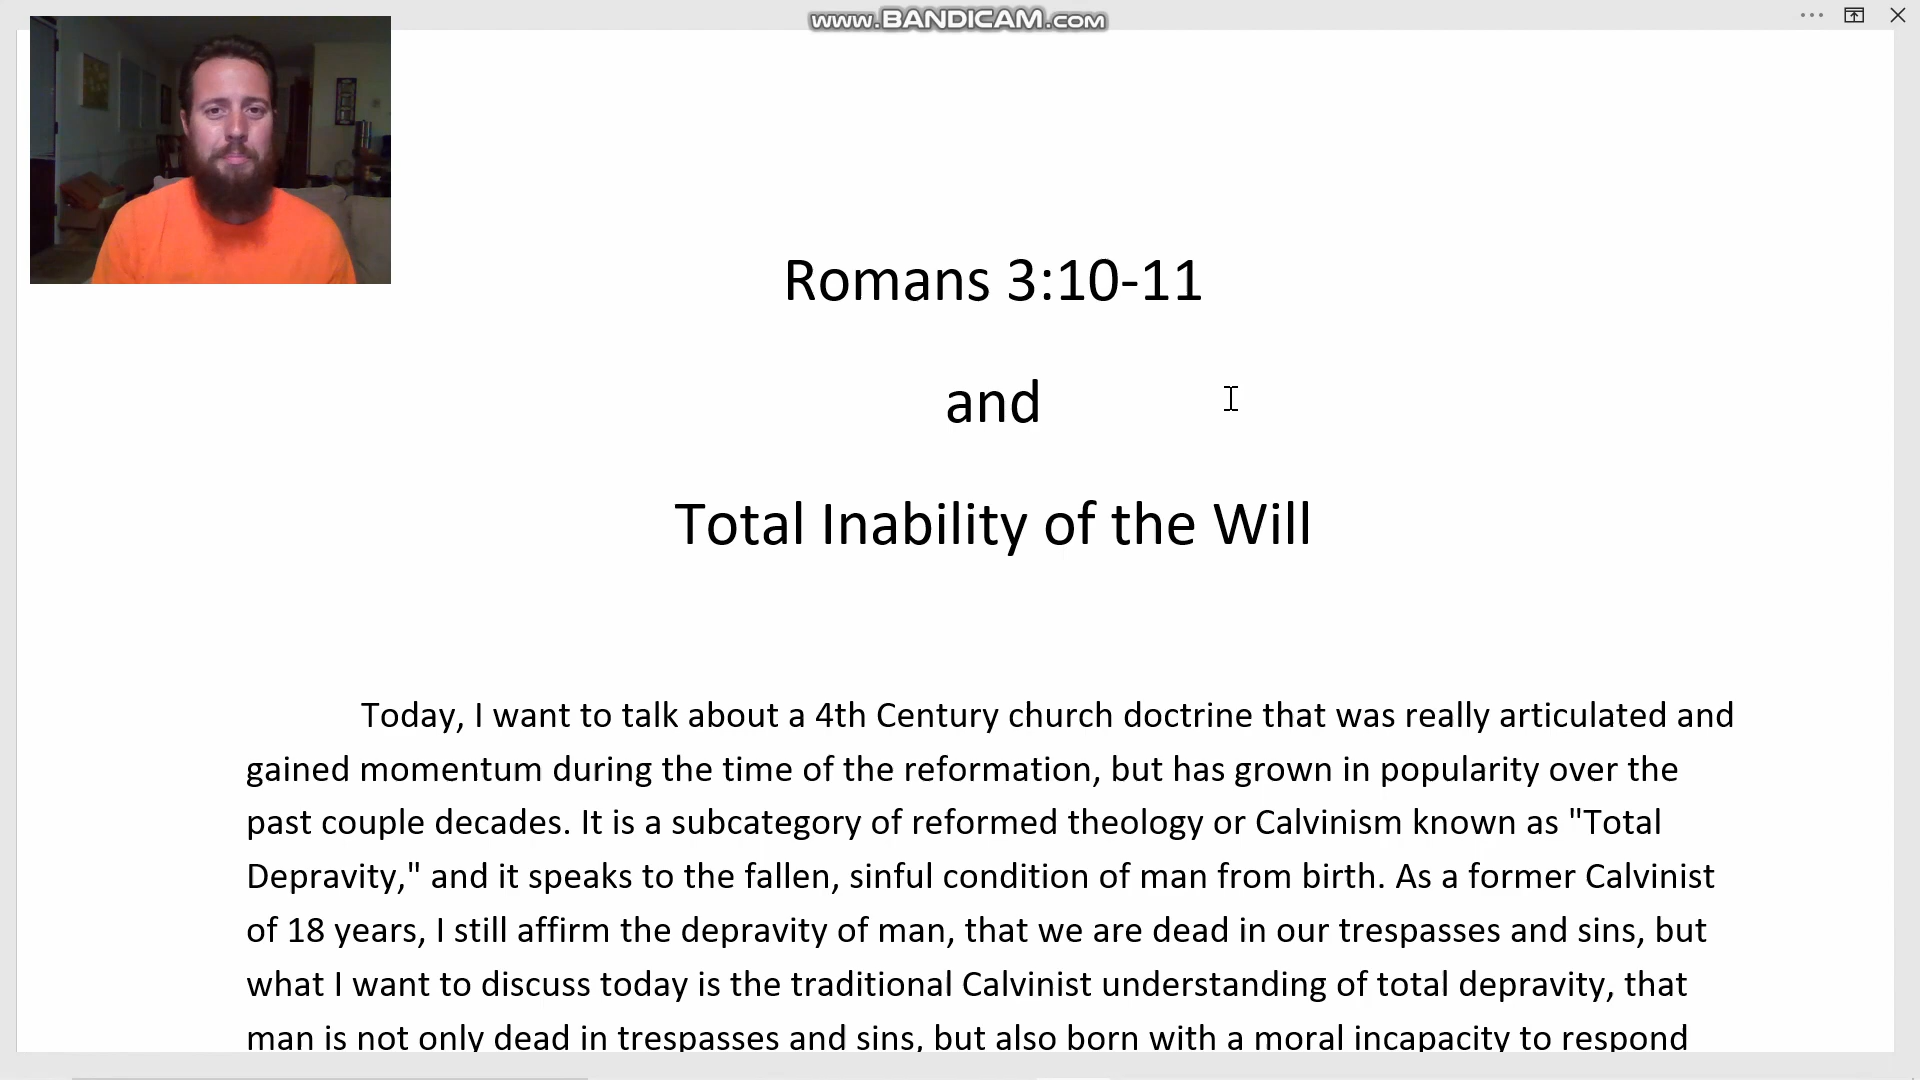 www.BANDICAM.com
Romans 3:10-11
and
Total Inability of the Will
Today, I want to talk about a 4th Century church doctrine that was really articulated and
gained momentum during the time of the reformation, but has grown in popularity over the
past couple decades. It is a subcategory of reformed theology or Calvinism known as "Total
Depravity," and it speaks to the fallen, sinful condition of man from birth. As a former Calvinist
of 18 years, I still affirm the depravity of man, that we are dead in our trespasses and sins, but
what I want to discuss today is the traditional Calvinist understanding of total depravity, that
man is not only dead in trespasses and sins, but also born with a moral incapacity to respond